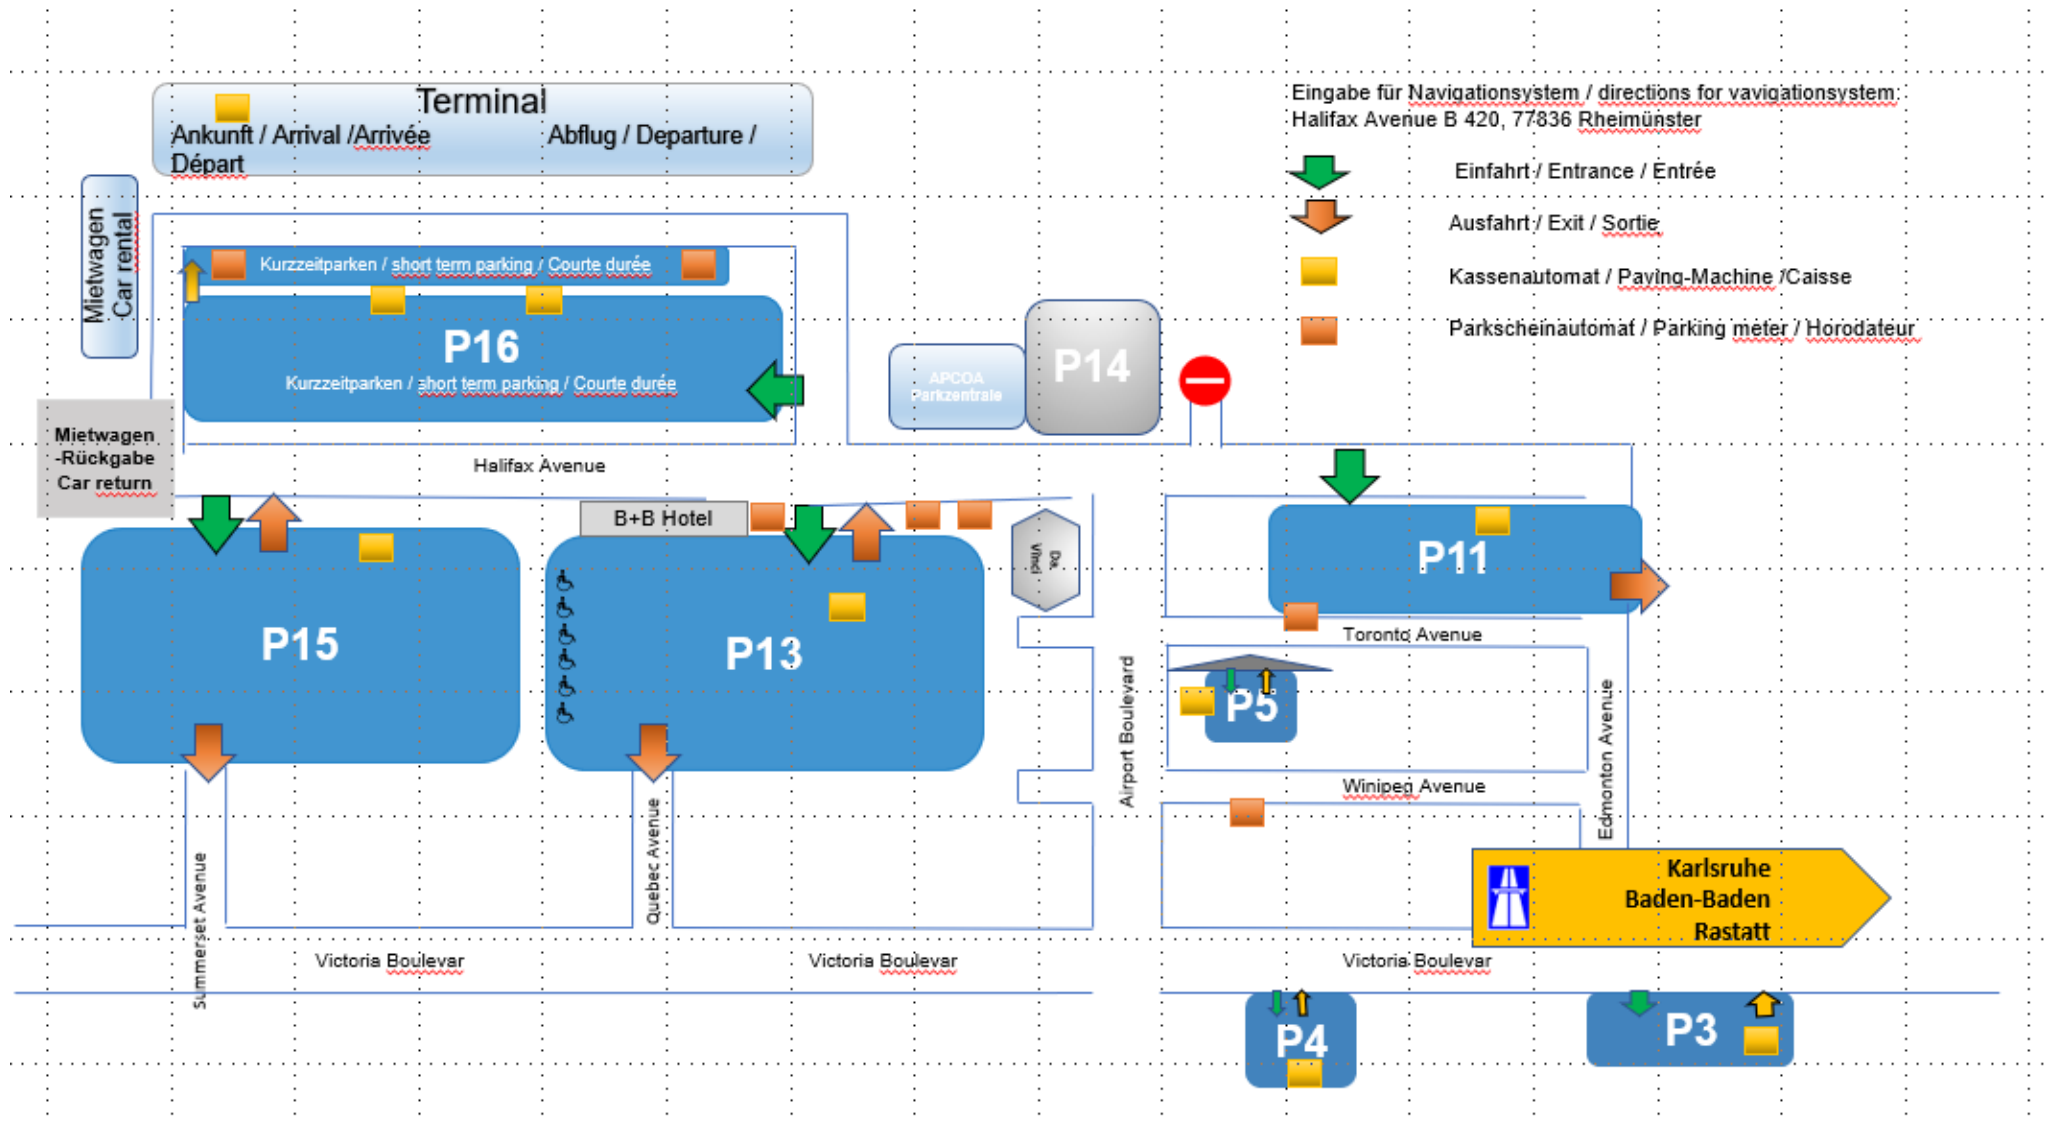 Terminal
Ankunft / Arrival /Arrivée Abflug / Departure /
Départ
Eingabe für Navigationsystem / directions for vavigationsystem:
Halifax Avenue B 420, 77836 Rheimünster
Einfahrt / Entrance / Entrée
Ausfahrt / Exit / Sortie
Kassenautomat / Paving-Machine /Caisse
Parkscheinautomat / Parking meter / Horodateur
Mietwagen
Car rental
Kurzzeitparken / short term parking / Courte durée
P16
Kurzzeitparken / short term parking / Courte durée
APCOA
Parkzentrale
P14
Mietwagen
-Rückgabe
Car return
Halifax Avenue
B+B Hotel
Da
Vinci
P15
P13
P11
Toronto Avenue
P5
Airport Boulevard
Winipeg Avenue
Edmonton Avenue
Summerset Avenue
Quebec Avenue
Karlsruhe
Baden-Baden
Rastatt
Victoria Boulevar
Victoria Boulevar
Victoria Boulevar
P4
P3